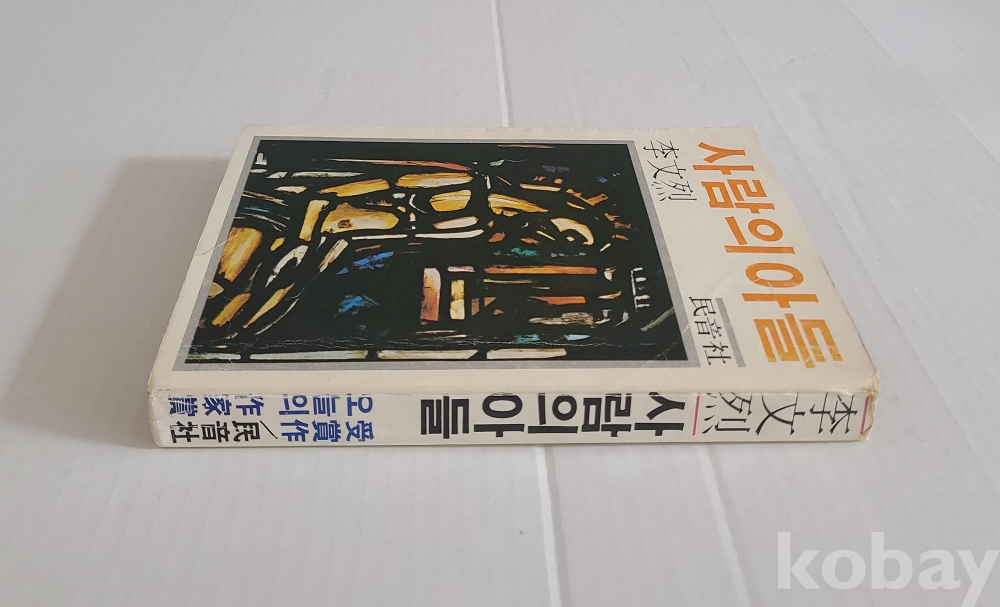 사람의 아들
李文烈
民音社
李文烈
사람의 아들
오늘의 作家賞
受賞作/民音社
kobay